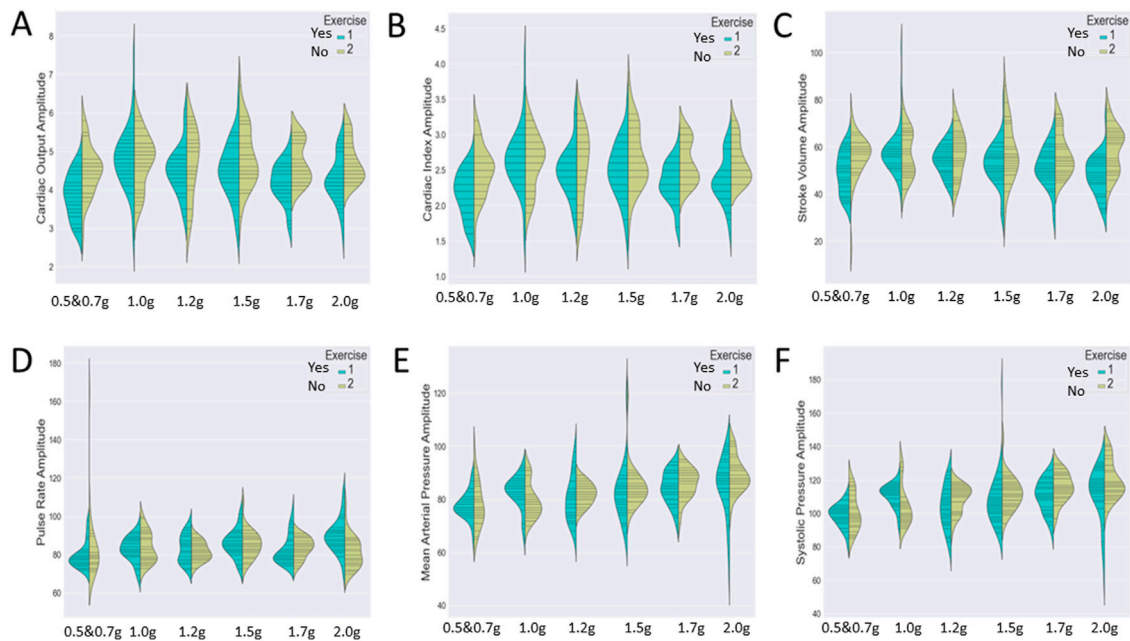 A
Cardiac Output Amplitude
8
7
6
5
4
3
2
Exercise
Yes 1
No 2
0.5&0.7g 1.0g 1.2g 1.5g 1.7g 2.0g
B
Cardiac Index Amplitude
4.5
4.0
3.5
3.0
2.5
2.0
1.5
1.0
Exercise
Yes 1
No 2
0.5&0.7g 1.0g 1.2g 1.5g 1.7g 2.0g
C
Stroke Volume Amplitude
100
80
60
40
20
Exercise
Yes 1
No 2
0.5&0.7g 1.0g 1.2g 1.5g 1.7g 2.0g
D
Pulse Rate Amplitude
180
160
140
120
100
80
60
Exercise
Yes 1
No 2
0.5&0.7g 1.0g 1.2g 1.5g 1.7g 2.0g
E
Mean Arterial Pressure Amplitude
120
100
80
60
40
Exercise
Yes 1
No 2
0.5&0.7g 1.0g 1.2g 1.5g 1.7g 2.0g
F
Systolic Pressure Amplitude
180
160
140
120
100
80
60
40
Exercise
Yes 1
No 2
0.5&0.7g 1.0g 1.2g 1.5g 1.7g 2.0g